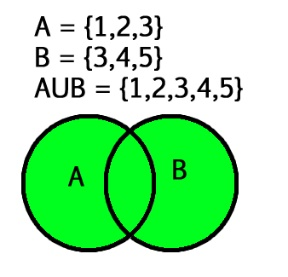 A = {1,2,3}
B = {3,4,5}
AUB = {1,2,3,4,5}
A
B